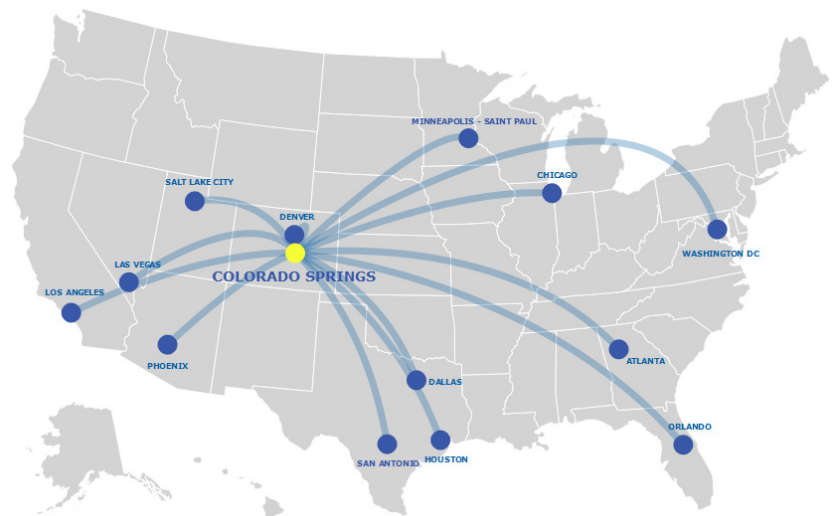 MINNEAPOLIS - SAINT PAUL
CHICAGO
SALT LAKE CITY
DENVER
WASHINGTON DC
LAS VEGAS
COLORADO SPRINGS
LOS ANGELES
PHOENIX
ATLANTA
DALLAS
ORLANDO
HOUSTON
SAN ANTONIO